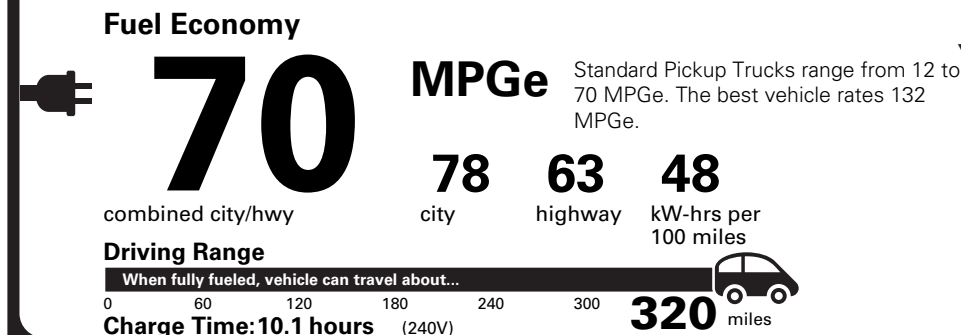 Fuel Economy
70
MPGe
Standard Pickup Trucks range from 12 to
70 MPGe. The best vehicle rates 132
MPGe.
78 63 48
combined city/hwy city highway kW-hrs per
100 miles
Driving Range
When fully fueled, vehicle can travel about...
0 60 120 180 240 300 320 miles
Charge Time: 10.1 hours (240V)